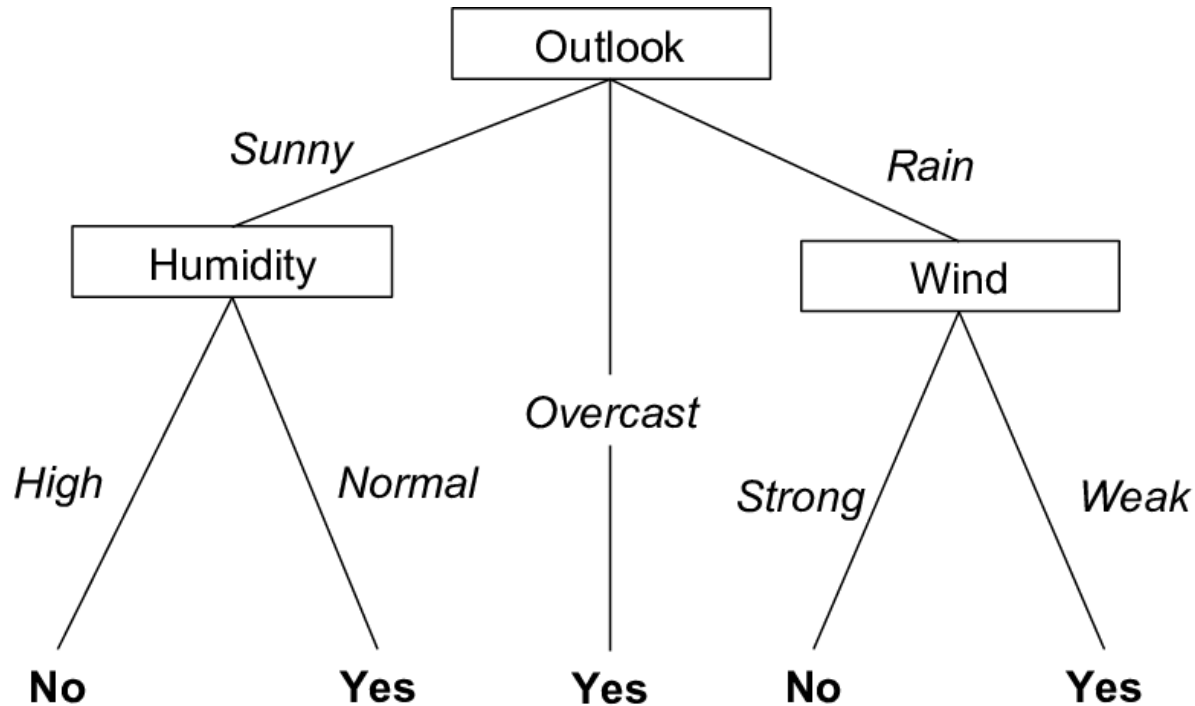 Outlook
Sunny
Rain
Humidity
Wind
Overcast
High
Normal
Strong
Weak
No
Yes
Yes
No
Yes